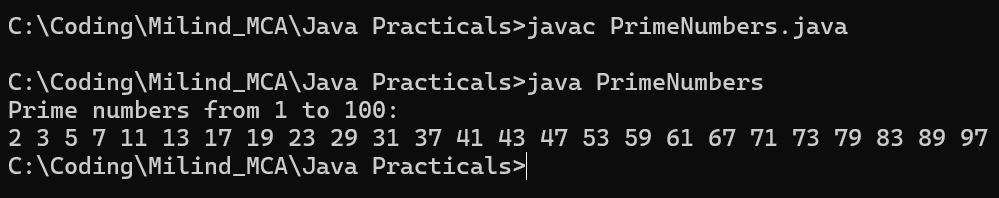 C:\Coding\Milind_MCA\Java Practicals>javac PrimeNumbers.java
C:\Coding\Milind_MCA\Java Practicals>java PrimeNumbers
Prime numbers from 1 to 100:
2 3 5 7 11 13 17 19 23 29 31 37 41 43 47 53 59 61 67 71 73 79 83 89 97
C:\Coding\Milind_MCA\Java Practicals>